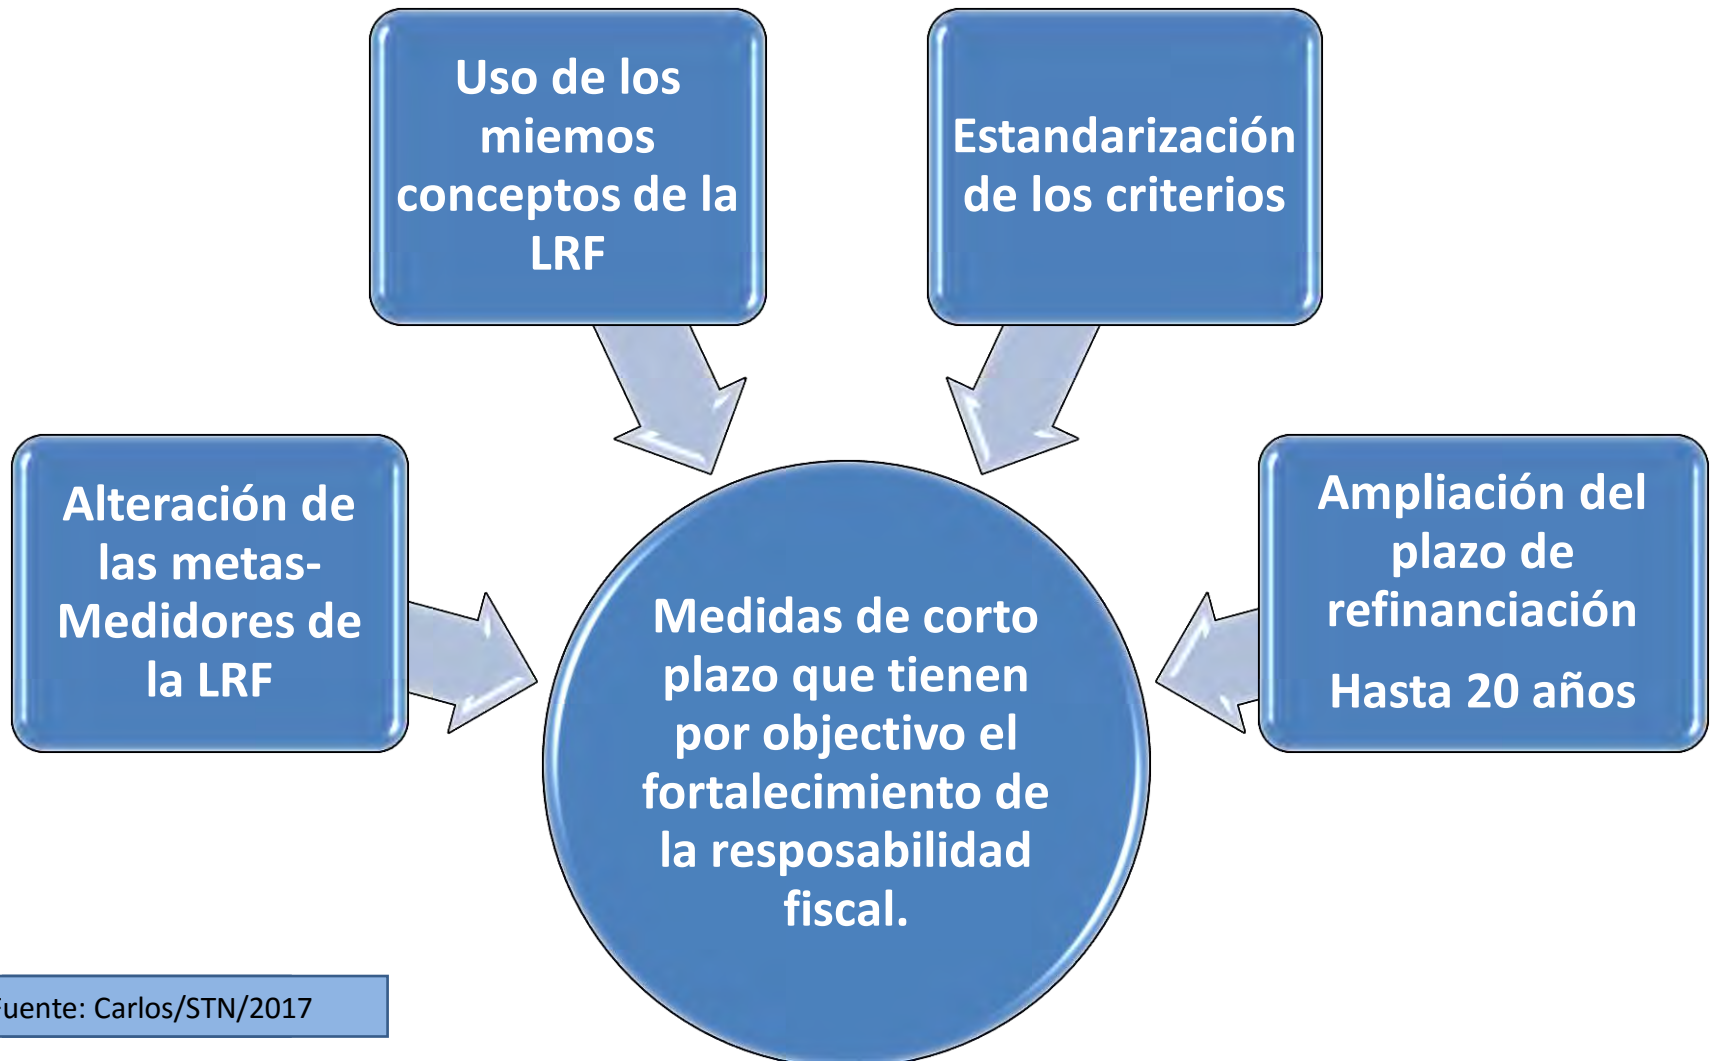 Uso de los
miemos
conceptos de la
LRF
Estandarización
de los criterios
Alteración de
las metas-
Medidores de
la LRF
Ampliación del
plazo de
refinanciación
Hasta 20 años
Medidas de corto
plazo que tienen
por objectivo el
fortalecimiento de
la resposabilidad
fiscal.
Fuente: Carlos/STN/2017